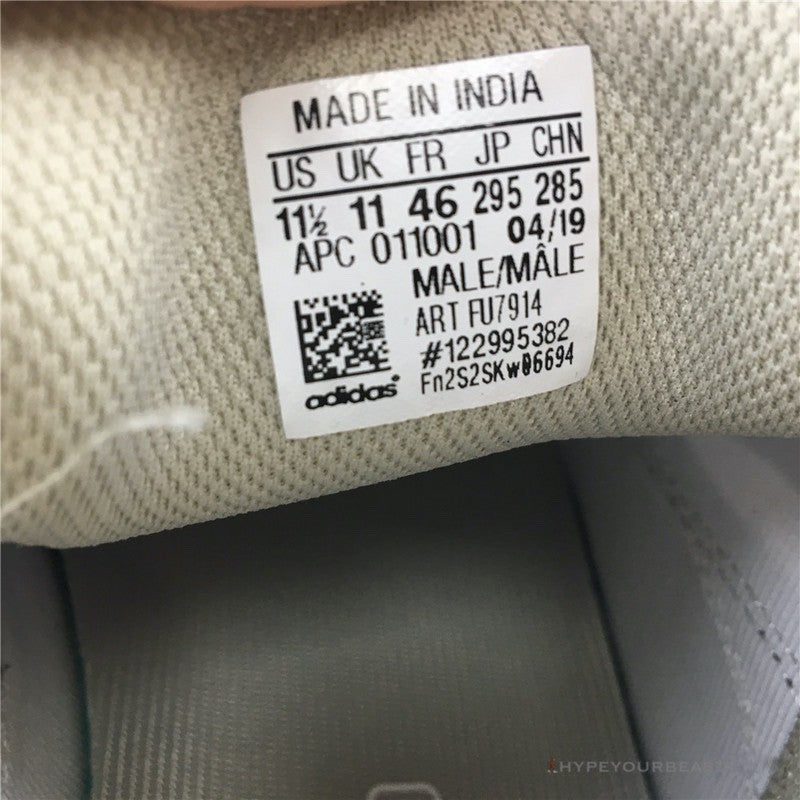 MADE IN INDIA
US UK FR JP CHN
11½ 11 46 295 285
APC 011001 04/19
MALE/MÂLE
ART FU7914
#122995382
Fn2S2SKw06694
adidas
HYPEYOURBEAST